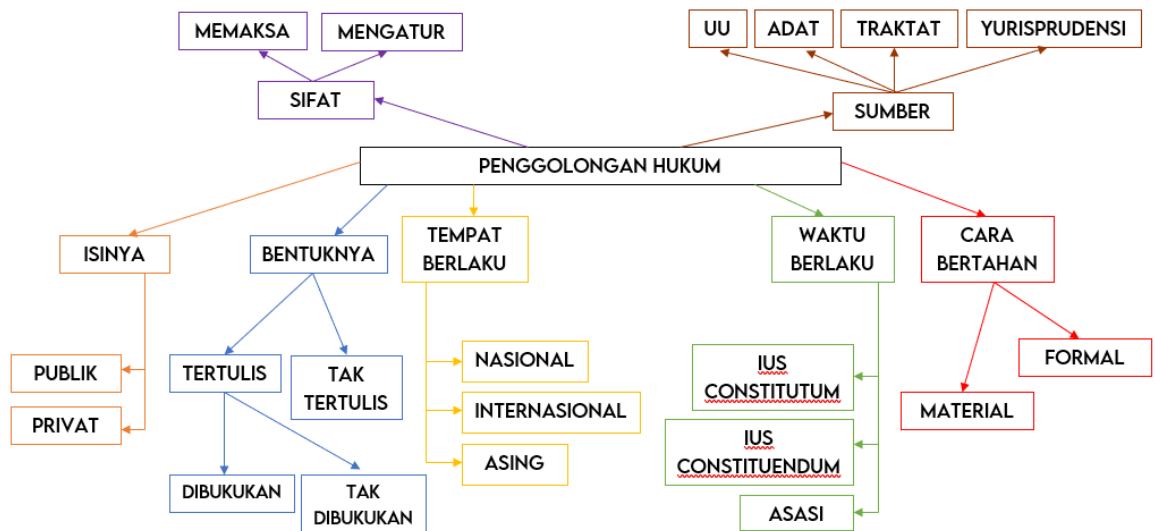 MEMAKSA
MENGATUR
UU
ADAT
TRAKTAT
YURISPRUDENSI
SIFAT
SUMBER
PENGGOLONGAN HUKUM
ISINYA
BENTUKNYA
TEMPAT
BERLAKU
WAKTU
BERLAKU
CARA
BERTAHAN
PUBLIK
PRIVAT
TERTULIS
TAK
TERTULIS
DIBUKUKAN
TAK
DIBUKUKAN
NASIONAL
INTERNASIONAL
ASING
IUS
CONSTITUTUM
IUS
CONSTITUENDUM
ASASI
MATERIAL
FORMAL